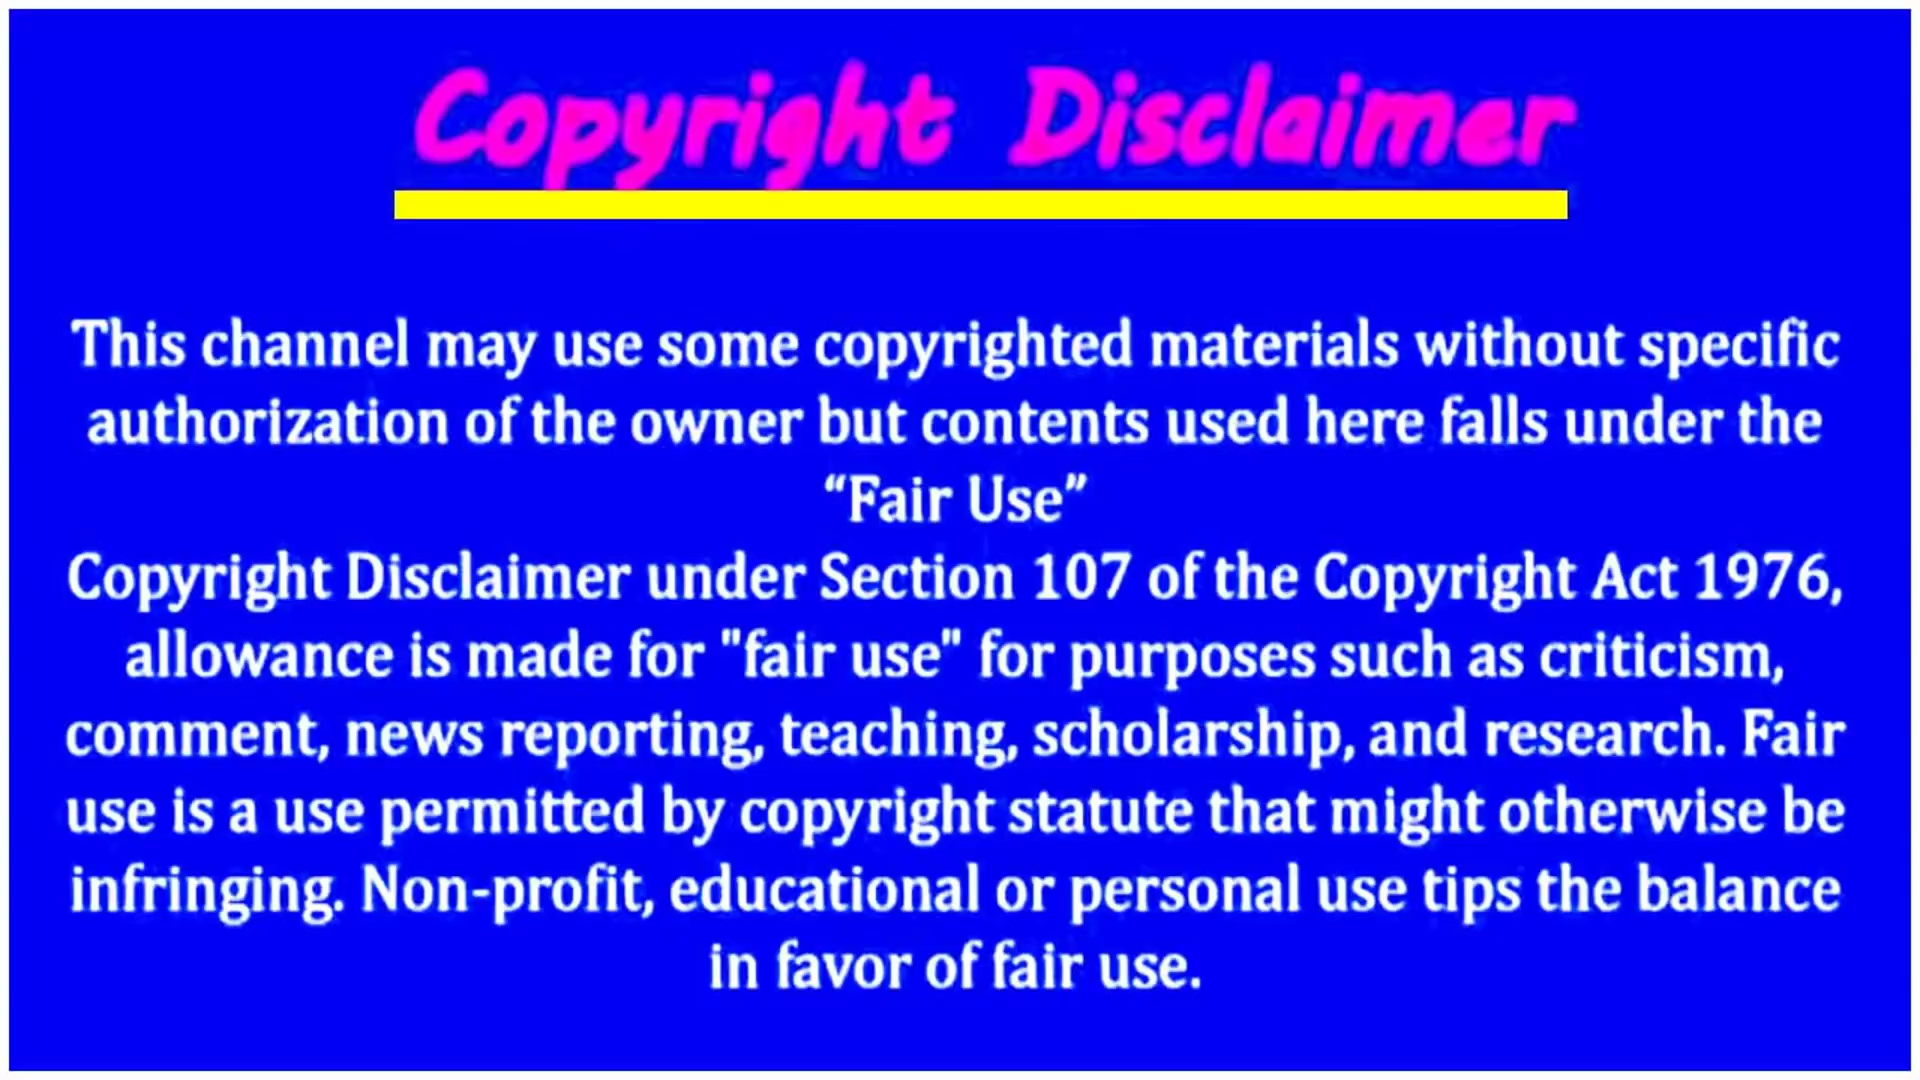 Copyright Disclaimer
This channel may use some copyrighted materials without specific
authorization of the owner but contents used here falls under the
“Fair Use”
Copyright Disclaimer under Section 107 of the Copyright Act 1976,
allowance is made for "fair use" for purposes such as criticism,
comment, news reporting, teaching, scholarship, and research. Fair
use is a use permitted by copyright statute that might otherwise be
infringing. Non-profit, educational or personal use tips the balance
in favor of fair use.